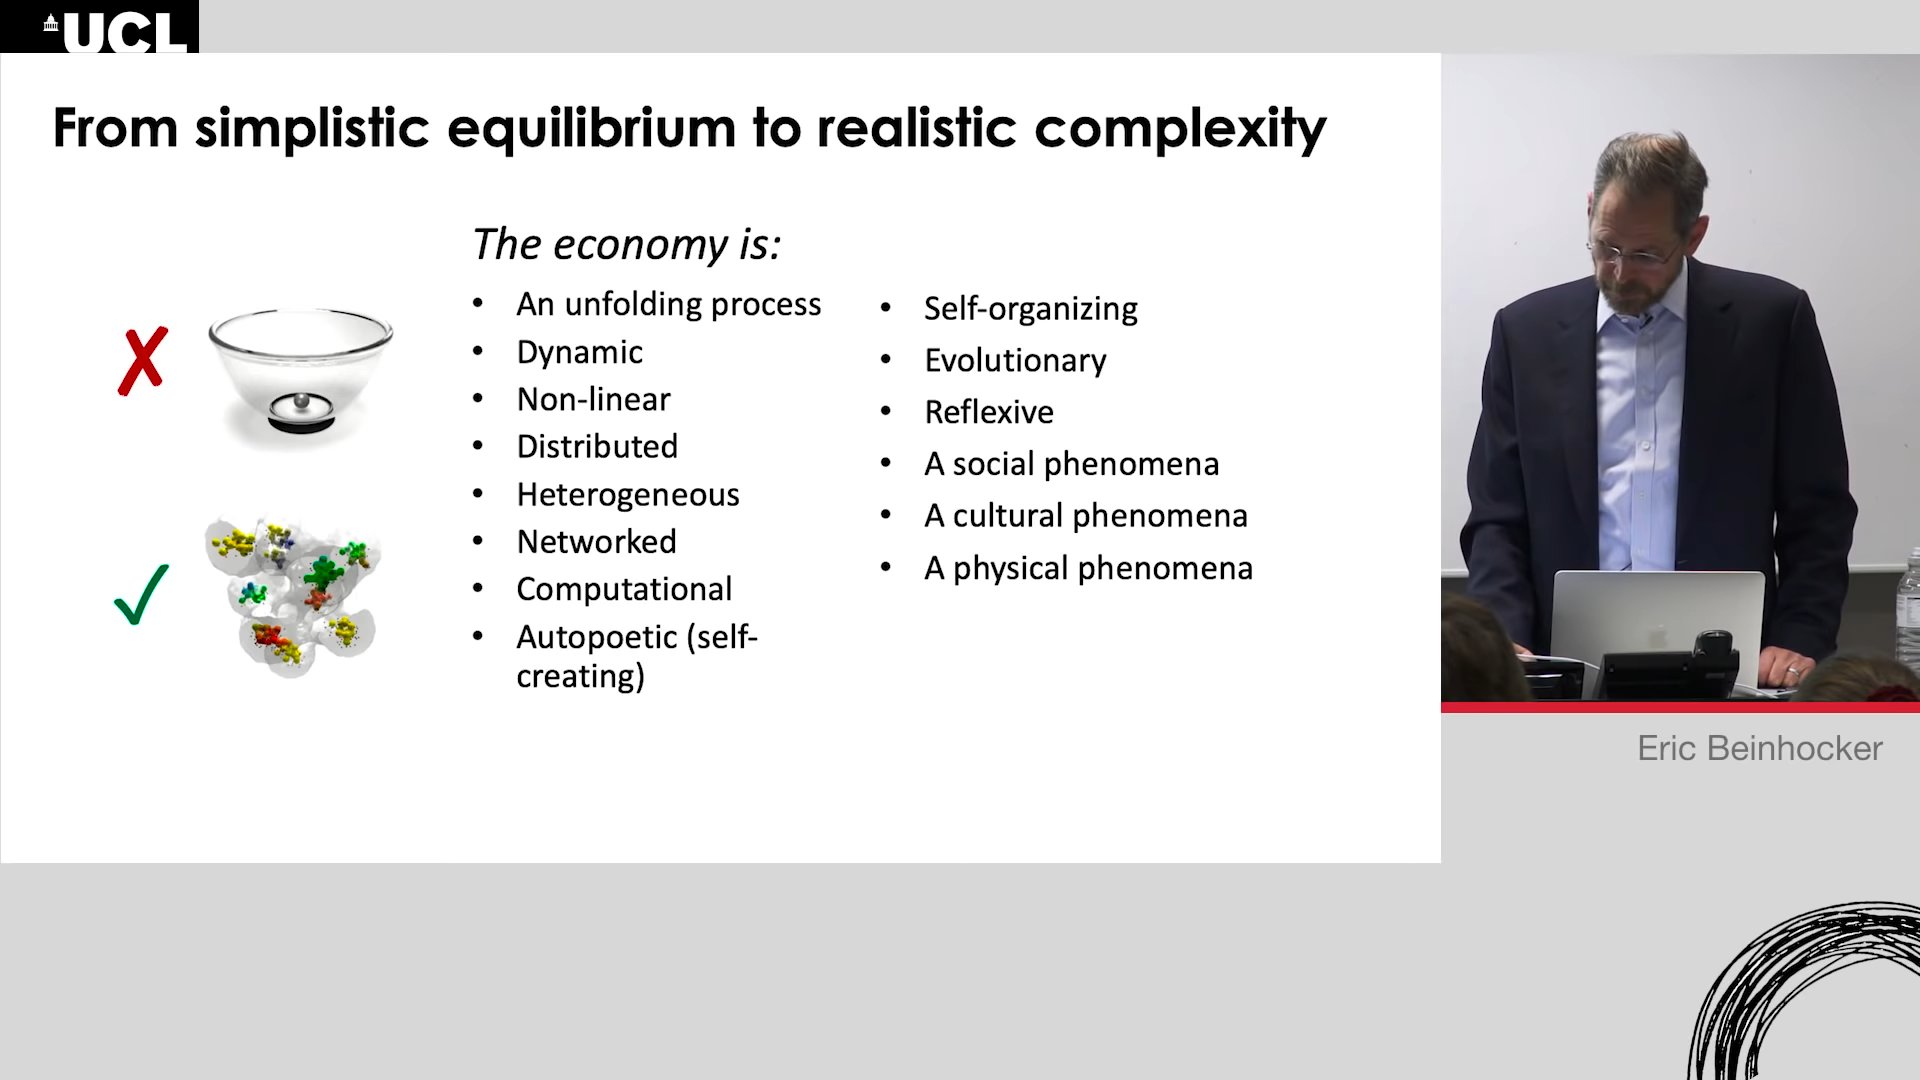 UCL
From simplistic equilibrium to realistic complexity
The economy is:
• An unfolding process
• Dynamic
• Non-linear
• Distributed
• Heterogeneous
• Networked
• Computational
• Autopoetic (self-
creating)
• Self-organizing
• Evolutionary
• Reflexive
• A social phenomena
• A cultural phenomena
• A physical phenomena
Eric Beinhocker